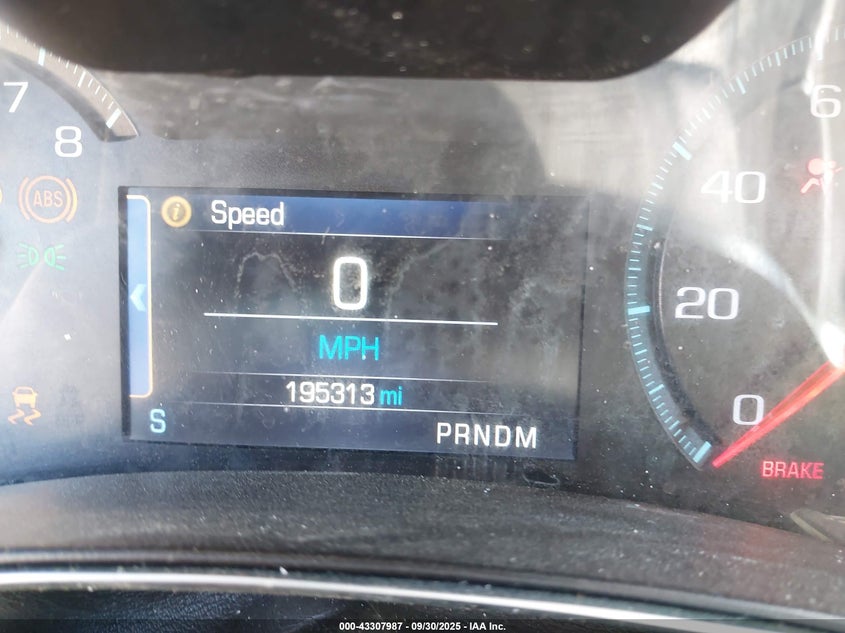 7
8
ABS
Speed
0
MPH
195313 mi
S
PRNDM
6
40
20
0
BRAKE
000-43307987 - 09/30/2025 - IAA Inc.